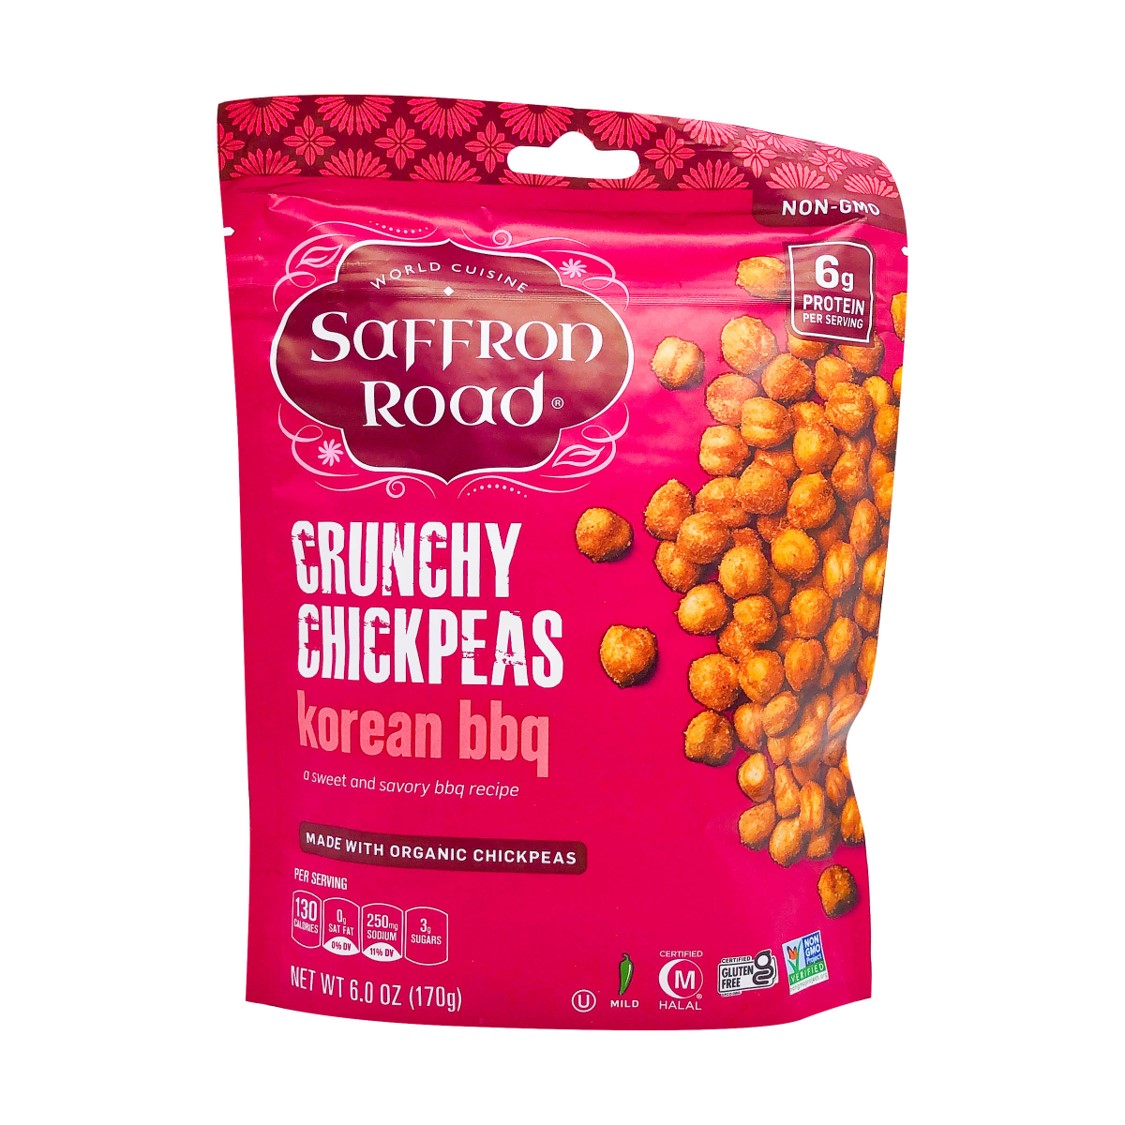 NON-GMO
6g
PROTEIN
PER SERVING
WORLD CUISINE
Saffron
Road®
CRUNCHY
CHICKPEAS
korean bbq
a sweet and savory bbq recipe
MADE WITH ORGANIC CHICKPEAS
PER SERVING
130
CALORIES
0g
SAT FAT
0% DV
250mg
SODIUM
11% DV
3g
SUGARS
NET WT 6.0 OZ (170g)
U
MILD
CERTIFIED
M®
HALAL
CERTIFIED
GLUTEN
FREE
NON
GMO
Project
VERIFIED